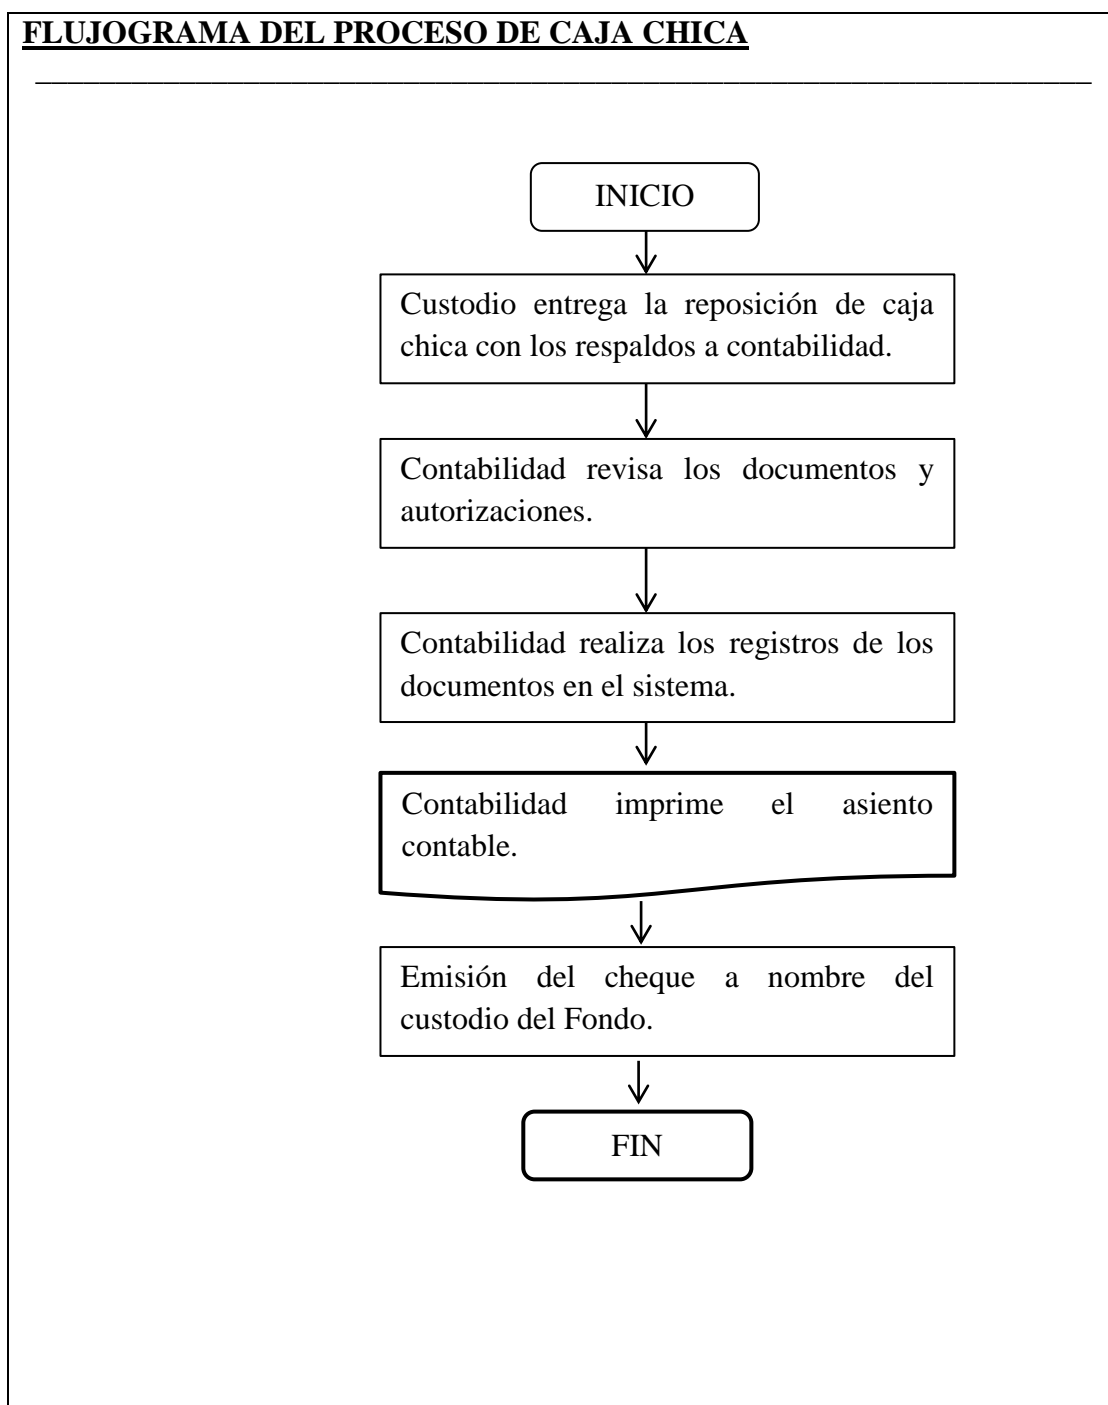 FLUJOGRAMA DEL PROCESO DE CAJA CHICA
INICIO
Custodio entrega la reposición de caja
chica con los respaldos a contabilidad.
Contabilidad revisa los documentos y
autorizaciones.
Contabilidad realiza los registros de los
documentos en el sistema.
Contabilidad imprime el asiento
contable.
Emisión del cheque a nombre del
custodio del Fondo.
FIN